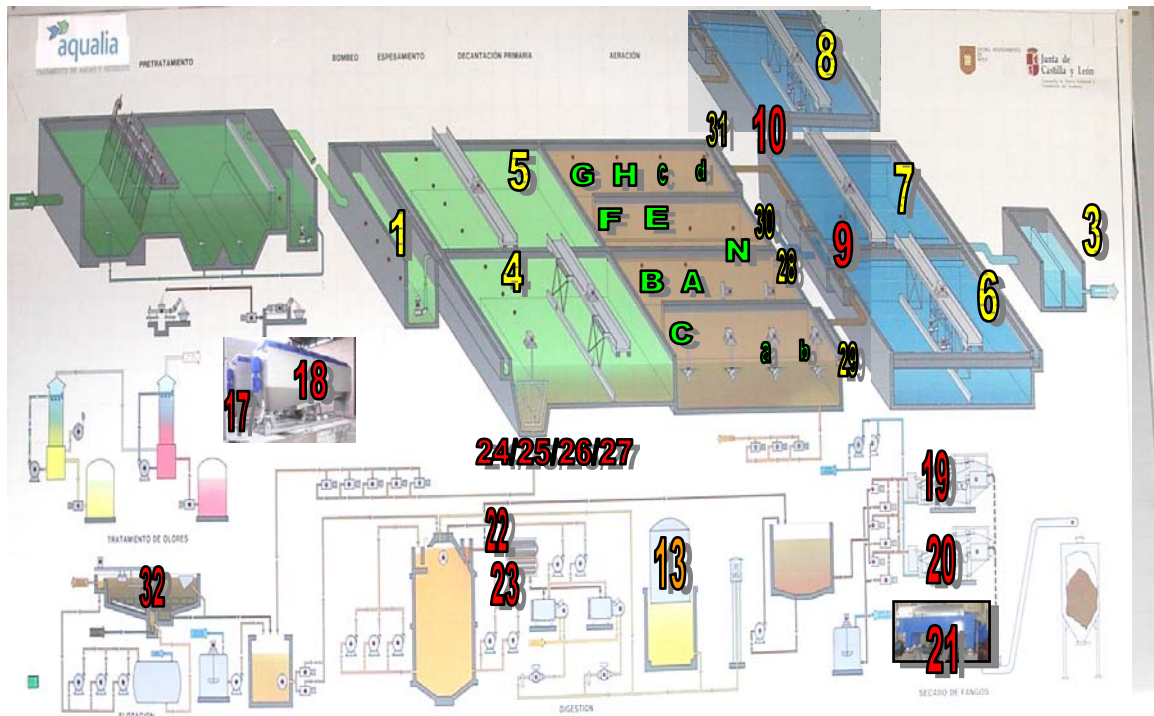 aqualia
TRATAMIENTO DE AGUAS Y RESIDUOS
PRETRATAMIENTO
BOMBEO
ESPESAMIENTO
DECANTACIÓN PRIMARIA
AERACIÓN
Junta de
Castilla y León
8
31
10
5
G H c d
7
1
F E
30
3
9
N
4
B A
28
6
C
a b
29
18
17
24/25/26/27
19
TRATAMIENTO DE OLORES
22
13
20
32
23
21
SECADO DE FANGOS
DIGESTION
FLOTACION